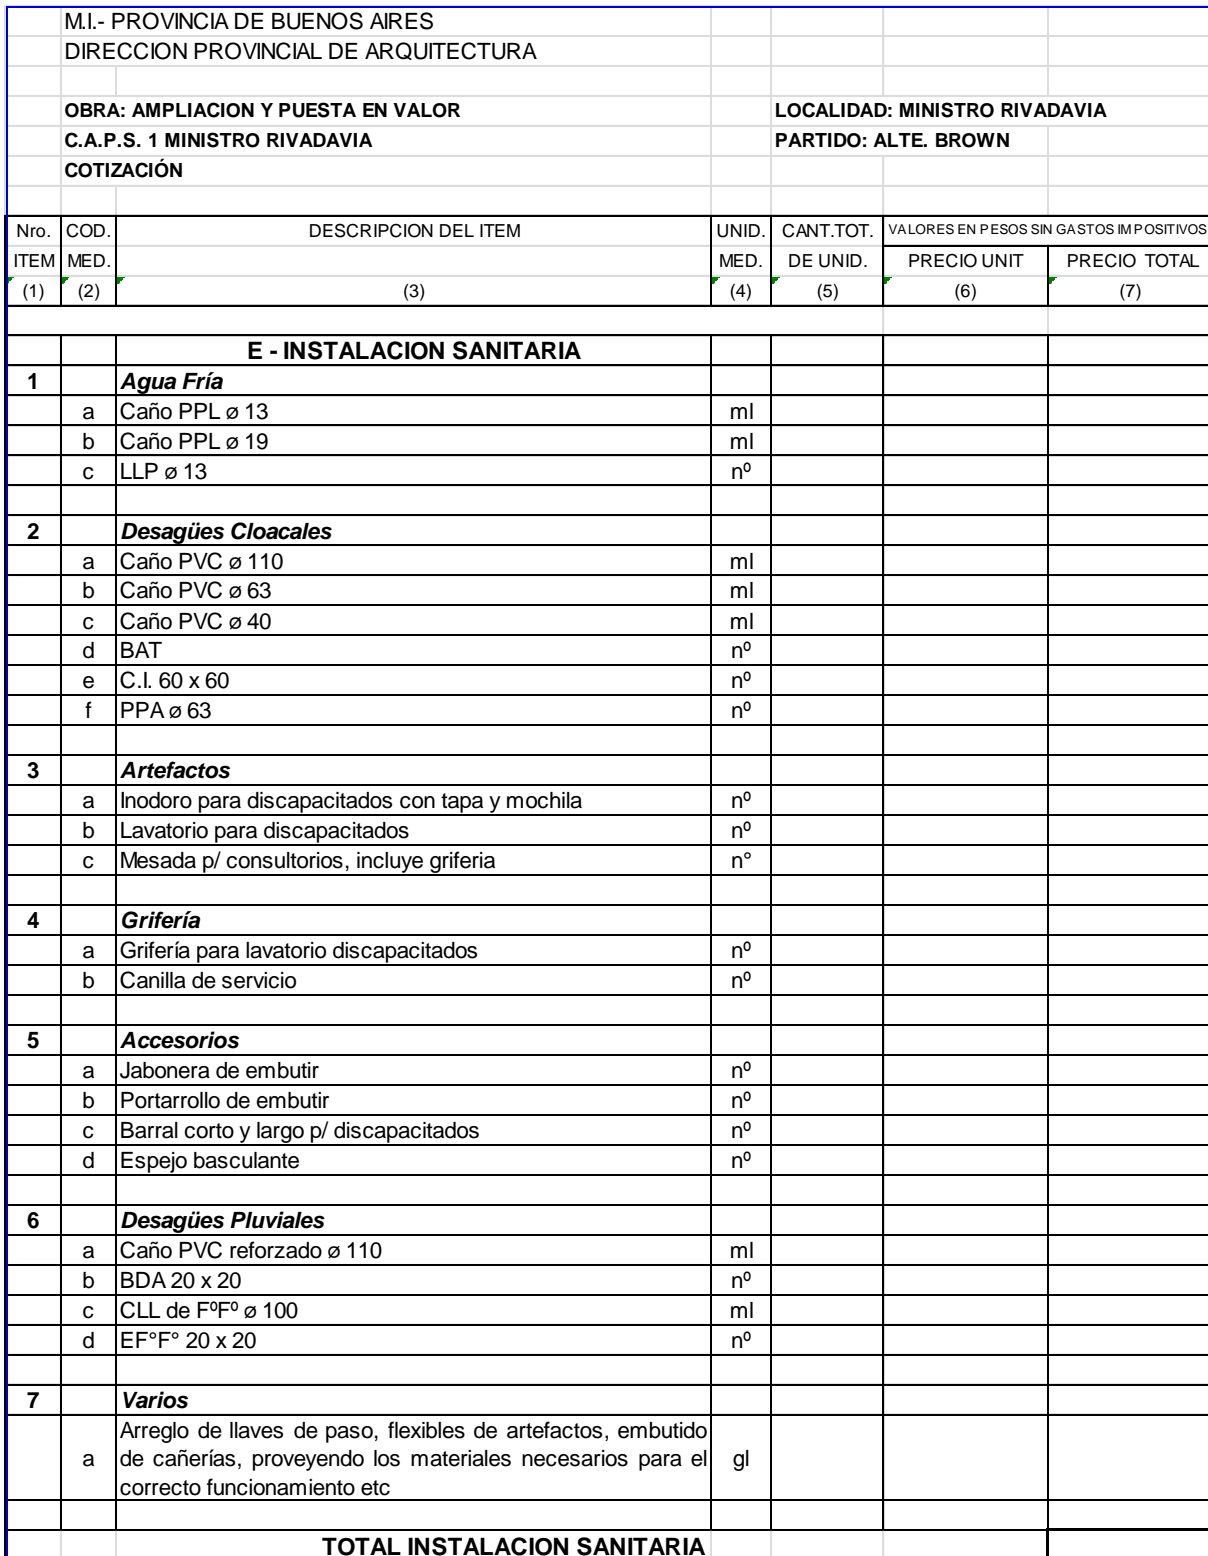 M.I.- PROVINCIA DE BUENOS AIRES
DIRECCION PROVINCIAL DE ARQUITECTURA
OBRA: AMPLIACION Y PUESTA EN VALOR LOCALIDAD: MINISTRO RIVADAVIA
C.A.P.S. 1 MINISTRO RIVADAVIA PARTIDO: ALTE. BROWN
COTIZACIÓN
Nro. COD. DESCRIPCION DEL ITEM UNID. CANT.TOT. VALORES EN PESOS SIN GASTOS IMPOSITIVOS
ITEM MED. MED. DE UNID. PRECIO UNIT PRECIO TOTAL
(1) (2) (3) (4) (5) (6) (7)
E - INSTALACION SANITARIA
1 Agua Fría
a Caño PPL ø 13 ml
b Caño PPL ø 19 ml
c LLP ø 13 nº
2 Desagües Cloacales
a Caño PVC ø 110 ml
b Caño PVC ø 63 ml
c Caño PVC ø 40 ml
d BAT nº
e C.I. 60 x 60 nº
f PPA ø 63 nº
3 Artefactos
a Inodoro para discapacitados con tapa y mochila nº
b Lavatorio para discapacitados nº
c Mesada p/ consultorios, incluye griferia n°
4 Grifería
a Grifería para lavatorio discapacitados nº
b Canilla de servicio nº
5 Accesorios
a Jabonera de embutir nº
b Portarrollo de embutir nº
c Barral corto y largo p/ discapacitados nº
d Espejo basculante nº
6 Desagües Pluviales
a Caño PVC reforzado ø 110 ml
b BDA 20 x 20 nº
c CLL de FºFº ø 100 ml
d EF°F° 20 x 20 nº
7 Varios
Arreglo de llaves de paso, flexibles de artefactos, embutido
a de cañerías, proveyendo los materiales necesarios para el gl
correcto funcionamiento etc
TOTAL INSTALACION SANITARIA